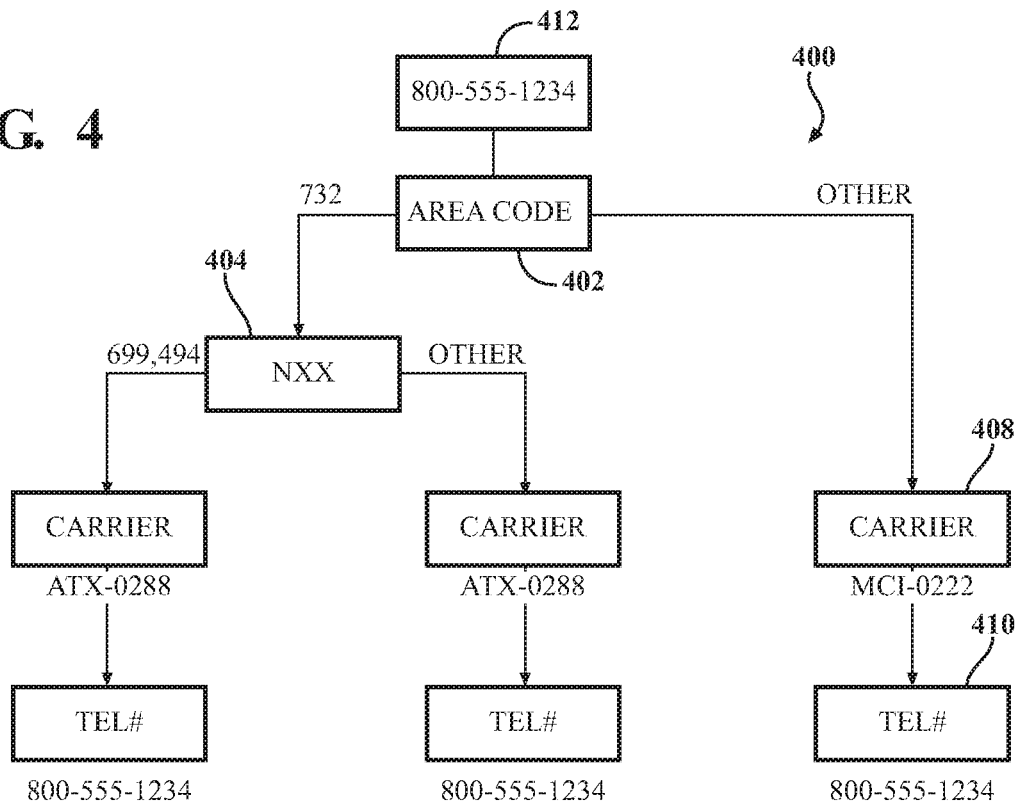 412
400
800-555-1234
G. 4
732
AREA CODE
OTHER
404
402
699,494
NXX
OTHER
408
CARRIER
CARRIER
CARRIER
ATX-0288
ATX-0288
MCI-0222
410
TEL#
TEL#
TEL#
800-555-1234
800-555-1234
800-555-1234